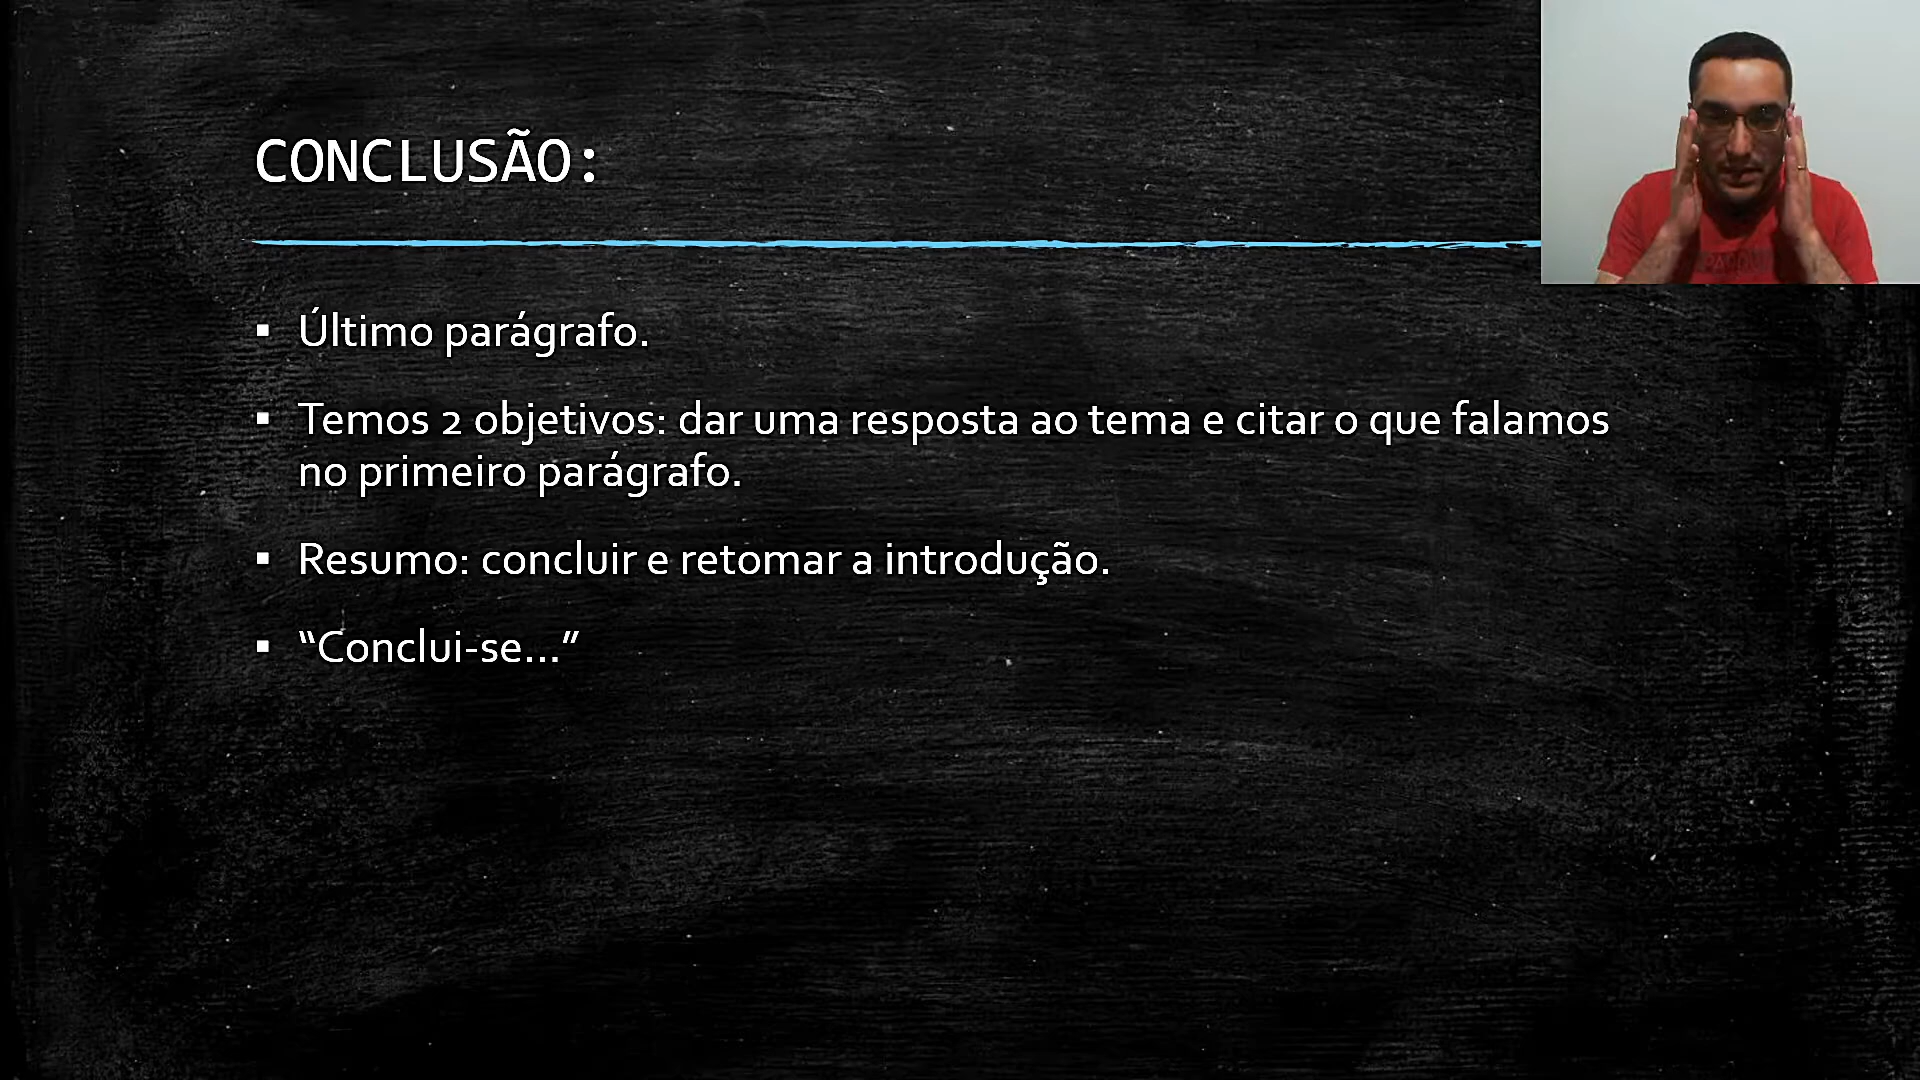 CONCLUSÃO:
▪ Último parágrafo.
▪ Temos 2 objetivos: dar uma resposta ao tema e citar o que falamos
no primeiro parágrafo.
▪ Resumo: concluir e retomar a introdução.
▪ “Conclui-se...”